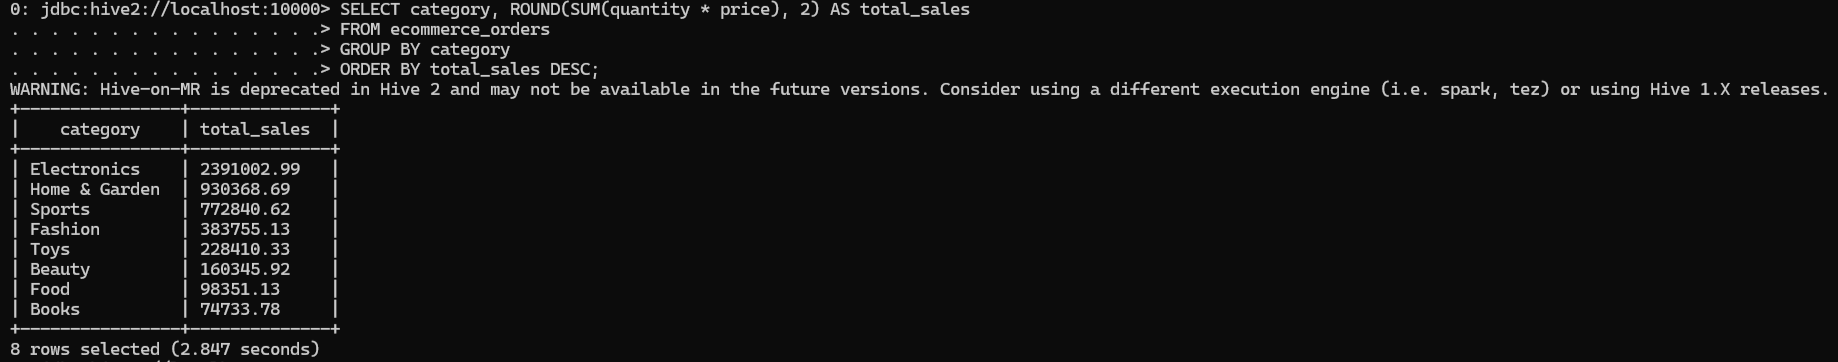 0: jdbc:hive2://localhost:10000> SELECT category, ROUND(SUM(quantity * price), 2) AS total_sales
. . . . . . . . . . . . . . . .> FROM ecommerce_orders
. . . . . . . . . . . . . . . .> GROUP BY category
. . . . . . . . . . . . . . . .> ORDER BY total_sales DESC;
WARNING: Hive-on-MR is deprecated in Hive 2 and may not be available in the future versions. Consider using a different execution engine (i.e. spark, tez) or using Hive 1.X releases.
+----------------+--------------+
|    category    | total_sales  |
+----------------+--------------+
| Electronics    | 2391002.99   |
| Home & Garden  | 930368.69    |
| Sports         | 772840.62    |
| Fashion        | 383755.13    |
| Toys           | 228410.33    |
| Beauty         | 160345.92    |
| Food           | 98351.13     |
| Books          | 74733.78     |
+----------------+--------------+
8 rows selected (2.847 seconds)